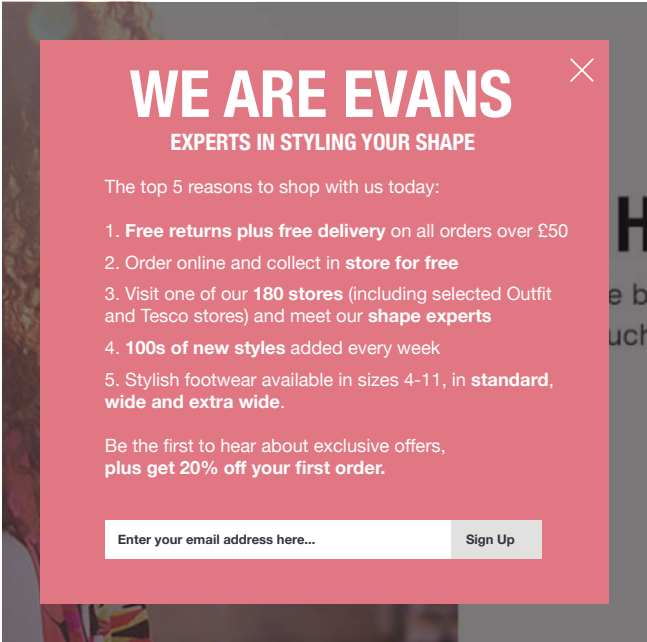 WE ARE EVANS
EXPERTS IN STYLING YOUR SHAPE
The top 5 reasons to shop with us today:
1. Free returns plus free delivery on all orders over £50
2. Order online and collect in store for free
3. Visit one of our 180 stores (including selected Outfit
and Tesco stores) and meet our shape experts
4. 100s of new styles added every week
5. Stylish footwear available in sizes 4-11, in standard,
wide and extra wide.
Be the first to hear about exclusive offers,
plus get 20% off your first order.
Enter your email address here... Sign Up